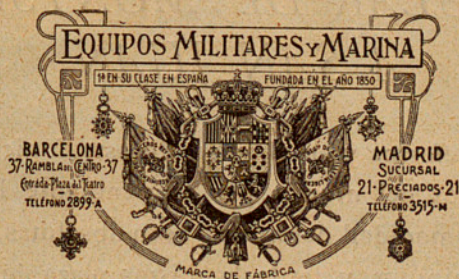 EQUIPOS MILITARES Y MARINA
1ª EN SU CLASE EN ESPAÑA
FUNDADA EN EL AÑO 1850
BARCELONA
37-RAMBLA DEL CENTRO-37
Entrada-Plaza del Teatro
TELÉFONO 2899-A
MADRID
SUCURSAL
21-PRECIADOS-21
TELÉFONO 3515-M
MARCA DE FÁBRICA